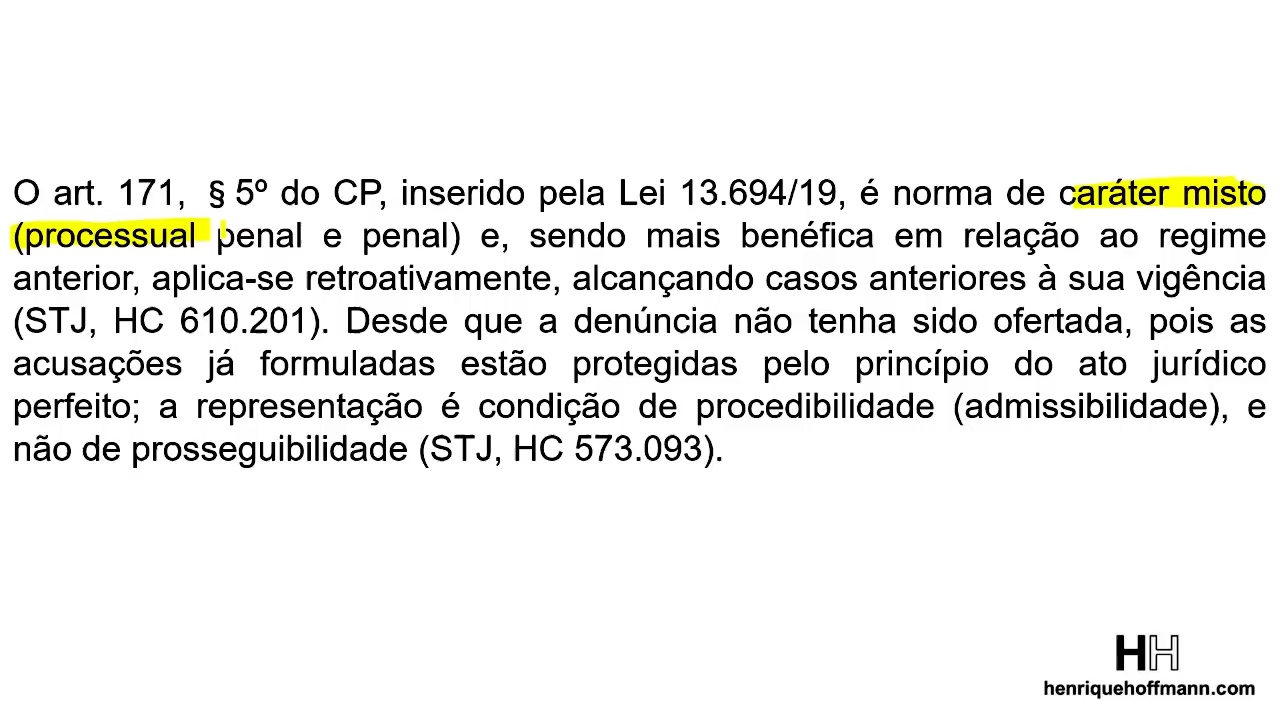 O art. 171, § 5º do CP, inserido pela Lei 13.694/19, é norma de caráter misto
(processual penal e penal) e, sendo mais benéfica em relação ao regime
anterior, aplica-se retroativamente, alcançando casos anteriores à sua vigência
(STJ, HC 610.201). Desde que a denúncia não tenha sido ofertada, pois as
acusações já formuladas estão protegidas pelo princípio do ato jurídico
perfeito; a representação é condição de procedibilidade (admissibilidade), e
não de prosseguibilidade (STJ, HC 573.093).
HH
henriquehoffmann.com